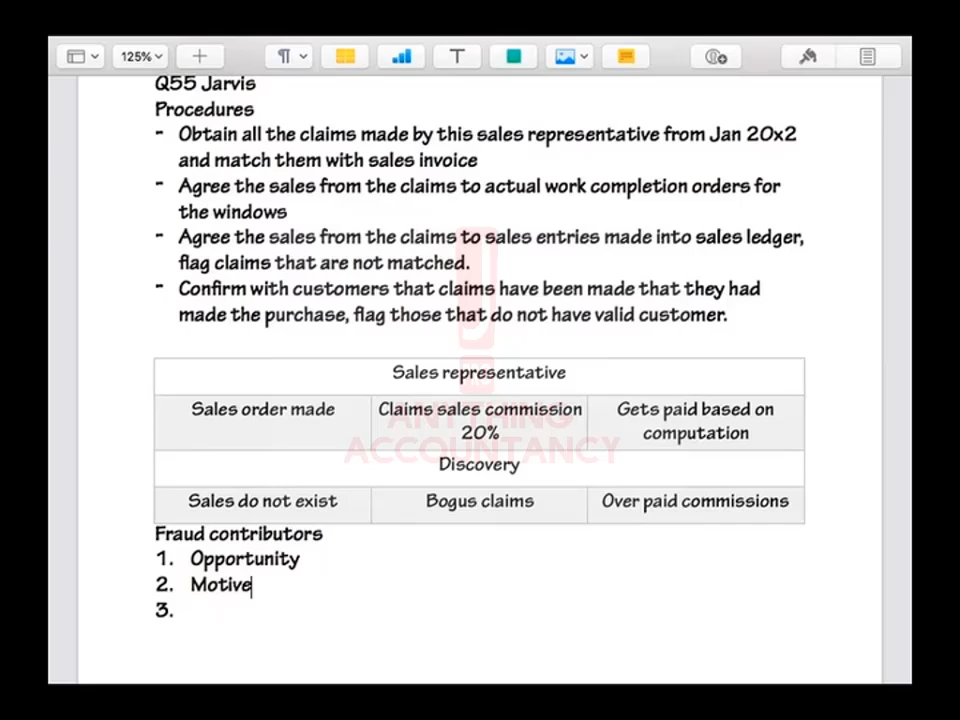 125%
Q55 Jarvis
Procedures
- Obtain all the claims made by this sales representative from Jan 20x2
and match them with sales invoice
- Agree the sales from the claims to actual work completion orders for
the windows
- Agree the sales from the claims to sales entries made into sales ledger,
flag claims that are not matched.
- Confirm with customers that claims have been made that they had
made the purchase, flag those that do not have valid customer.
Sales representative
Sales order made Claims sales commission 20% Gets paid based on computation
ANYTHING
ACCOUNTANCY
Discovery
Sales do not exist Bogus claims Over paid commissions
Fraud contributors
1. Opportunity
2. Motive
3.